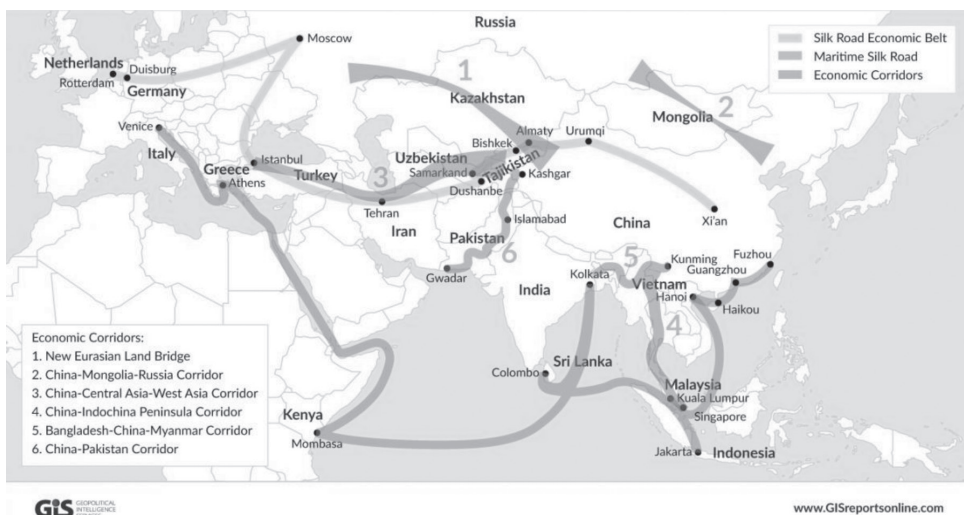 Russia
Silk Road Economic Belt
Maritime Silk Road
Economic Corridors
Moscow
Netherlands
Duisburg
Rotterdam
Germany
1
Kazakhstan
2
Mongolia
Venice
Italy
Almaty
Urumqi
Bishkek
Greece
Istanbul
Turkey
Uzbekistan
Tajikistan
Athens
3
Samarkand
Kashgar
Dushanbe
Tehran
Xi'an
Iran
Islamabad
China
Pakistan
6
Gwadar
Fuzhou
5
Kunming
Guangzhou
Kolkata
India
Vietnam
Hanoi
Haikou
4
Economic Corridors:
1. New Eurasian Land Bridge
2. China-Mongolia-Russia Corridor
3. China-Central Asia-West Asia Corridor
4. China-Indochina Peninsula Corridor
5. Bangladesh-China-Myanmar Corridor
6. China-Pakistan Corridor
Sri Lanka
Colombo
Malaysia
Kuala Lumpur
Singapore
Kenya
Mombasa
Jakarta
Indonesia
GIS
GEOPOLITICAL
INTELLIGENCE
www.GISreportsonline.com